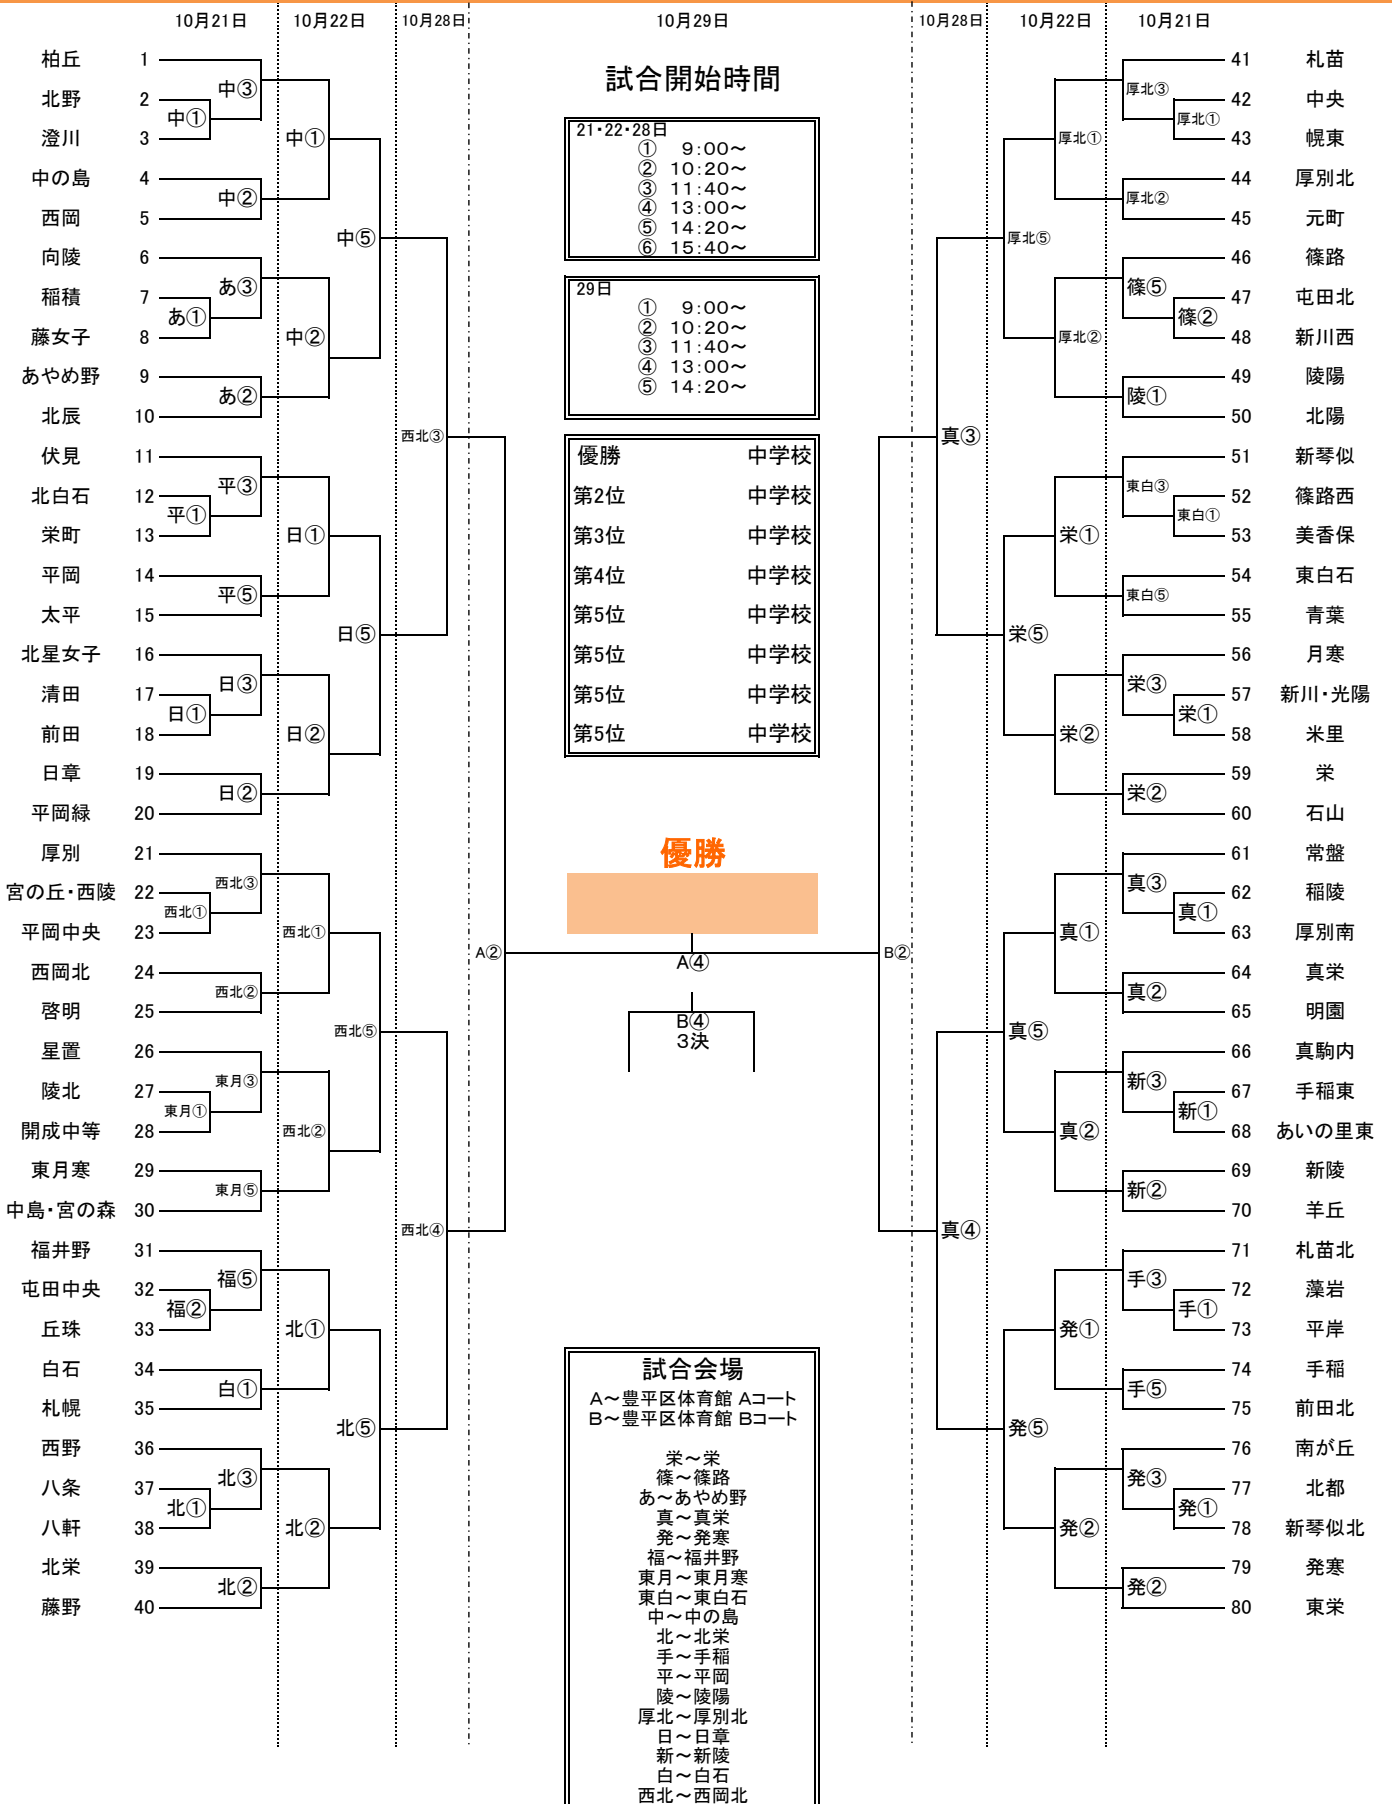 10月21日
10月22日
10月28日
10月29日
10月28日
10月22日
10月21日
柏丘 1
北野 2
澄川 3
中の島 4
西岡 5
向陵 6
稲積 7
藤女子 8
あやめ野 9
北辰 10
伏見 11
北白石 12
栄町 13
平岡 14
太平 15
北星女子 16
清田 17
前田 18
日章 19
平岡緑 20
厚別 21
宮の丘・西陵 22
平岡中央 23
西岡北 24
啓明 25
星置 26
陵北 27
開成中等 28
東月寒 29
中島・宮の森 30
福井野 31
屯田中央 32
丘珠 33
白石 34
札幌 35
西野 36
八条 37
八軒 38
北栄 39
藤野 40
中①
中③
中②
あ①
あ③
あ②
平①
平③
平⑤
日①
日③
日②
西北①
西北③
西北②
東月①
東月③
東月⑤
福②
福⑤
白①
北①
北③
北②
中①
中②
日①
日②
西北①
西北②
北①
北②
中⑤
日⑤
西北⑤
北⑤
西北③
西北④
A②
試合開始時間
21・22・28日
① 9:00～
② 10:20～
③ 11:40～
④ 13:00～
⑤ 14:20～
⑥ 15:40～
29日
① 9:00～
② 10:20～
③ 11:40～
④ 13:00～
⑤ 14:20～
優勝 中学校
第2位 中学校
第3位 中学校
第4位 中学校
第5位 中学校
第5位 中学校
第5位 中学校
第5位 中学校
優勝
A④
B④
3決
試合会場
A～豊平区体育館 Aコート
B～豊平区体育館 Bコート
栄～栄
篠～篠路
あ～あやめ野
真～真栄
発～発寒
福～福井野
東月～東月寒
東白～東白石
中～中の島
北～北栄
手～手稲
平～平岡
陵～陵陽
厚北～厚別北
日～日章
新～新陵
白～白石
西北～西岡北
B②
真③
真④
厚北⑤
栄⑤
真⑤
発⑤
厚北①
厚北②
栄①
栄②
真①
真②
発①
発②
厚北③
厚北①
厚北②
篠⑤
篠②
陵①
東白③
東白①
東白⑤
栄③
栄①
栄②
真③
真①
真②
新③
新①
新②
手③
手①
手⑤
発③
発①
発②
41 札苗
42 中央
43 幌東
44 厚別北
45 元町
46 篠路
47 屯田北
48 新川西
49 陵陽
50 北陽
51 新琴似
52 篠路西
53 美香保
54 東白石
55 青葉
56 月寒
57 新川・光陽
58 米里
59 栄
60 石山
61 常盤
62 稲陵
63 厚別南
64 真栄
65 明園
66 真駒内
67 手稲東
68 あいの里東
69 新陵
70 羊丘
71 札苗北
72 藻岩
73 平岸
74 手稲
75 前田北
76 南が丘
77 北都
78 新琴似北
79 発寒
80 東栄